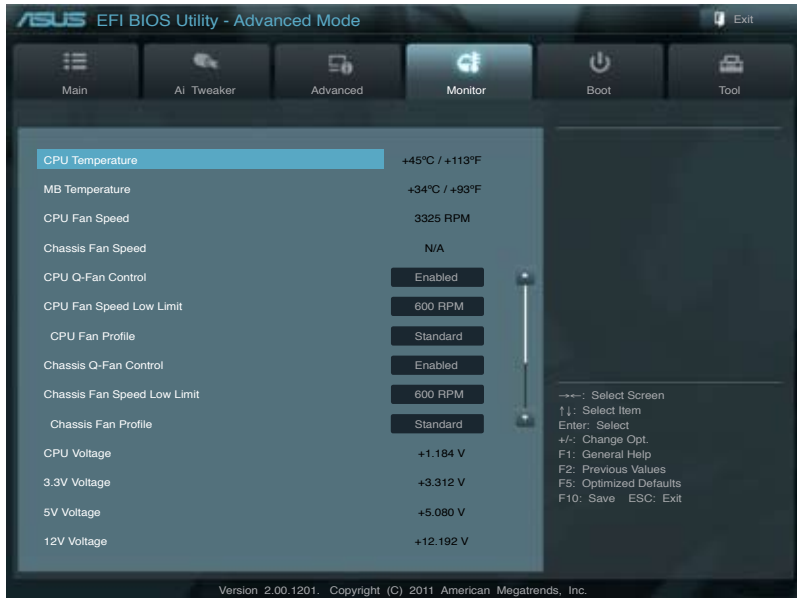 ASUS EFI BIOS Utility - Advanced Mode
Exit
Main
Ai Tweaker
Advanced
Monitor
Boot
Tool
CPU Temperature +45ºC / +113ºF
MB Temperature +34ºC / +93ºF
CPU Fan Speed 3325 RPM
Chassis Fan Speed N/A
CPU Q-Fan Control Enabled
CPU Fan Speed Low Limit 600 RPM
CPU Fan Profile Standard
Chassis Q-Fan Control Enabled
Chassis Fan Speed Low Limit 600 RPM
Chassis Fan Profile Standard
CPU Voltage +1.184 V
3.3V Voltage +3.312 V
5V Voltage +5.080 V
12V Voltage +12.192 V
→←: Select Screen
↑↓: Select Item
Enter: Select
+/-: Change Opt.
F1: General Help
F2: Previous Values
F5: Optimized Defaults
F10: Save ESC: Exit
Version 2.00.1201. Copyright (C) 2011 American Megatrends, Inc.